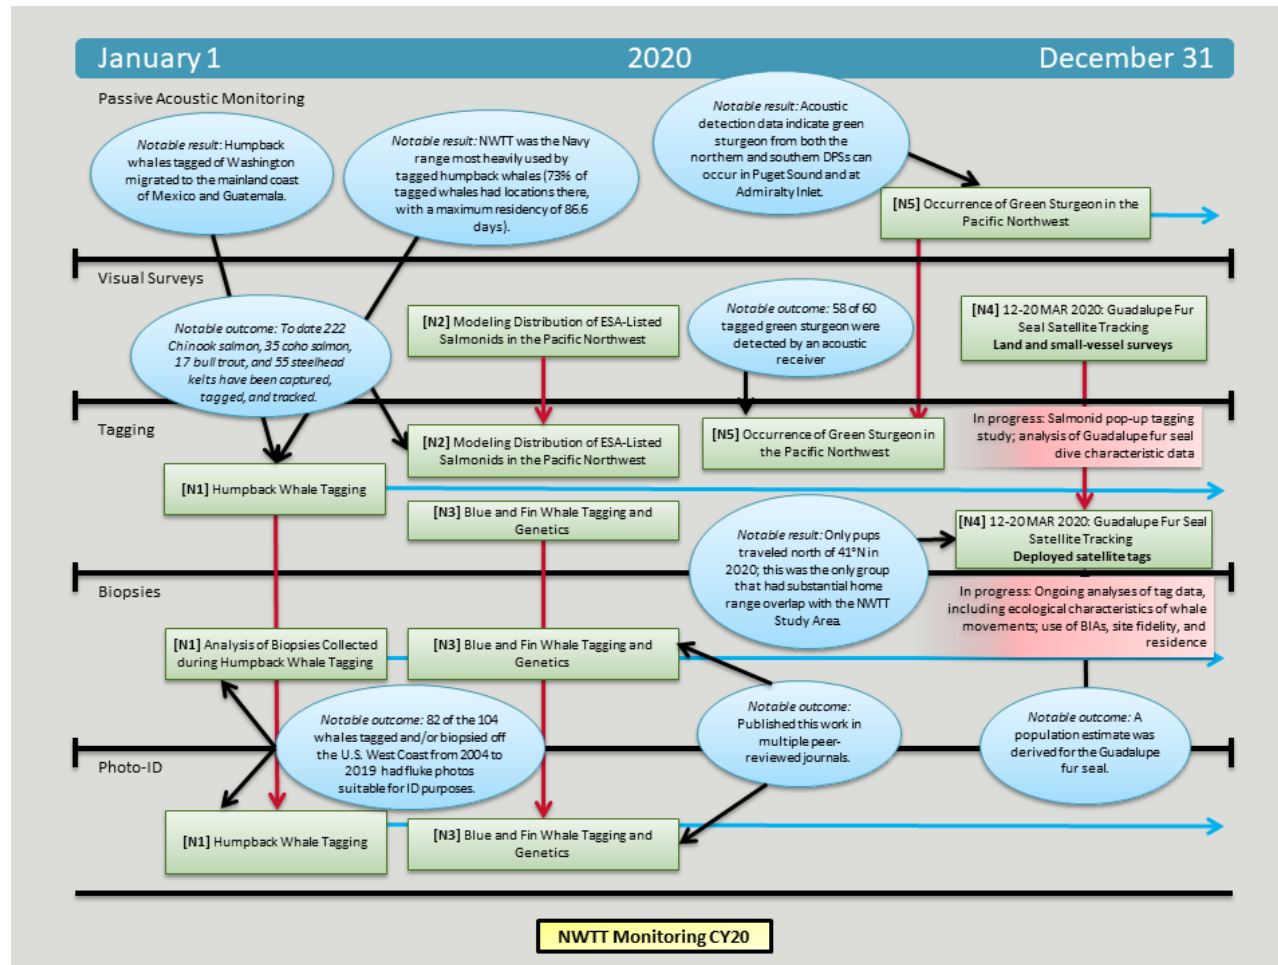 January 1 2020 December 31
Passive Acoustic Monitoring
Notable result: Humpback
whales tagged of Washington
migrated to the mainland coast
of Mexico and Guatemala.
Notable result: NWTT was the Navy
range most heavily used by
tagged humpback whales (73% of
tagged whales had locations there,
with a maximum residency of 86.6
days).
Notable result: Acoustic
detection data indicate green
sturgeon from both the
northern and southern DPSs can
occur in Puget Sound and at
Admiralty Inlet.
[N5] Occurrence of Green Sturgeon in the
Pacific Northwest
Visual Surveys
Notable outcome: To date 222
Chinook salmon, 35 coho salmon,
17 bull trout, and 55 steelhead
kelts have been captured,
tagged, and tracked.
[N2] Modeling Distribution of ESA-Listed
Salmonids in the Pacific Northwest
Notable outcome: 58 of 60
tagged green sturgeon were
detected by an acoustic
receiver
[N4] 12-20 MAR 2020: Guadalupe Fur
Seal Satellite Tracking
Land and small-vessel surveys
Tagging
[N1] Humpback Whale Tagging
[N2] Modeling Distribution of ESA-Listed
Salmonids in the Pacific Northwest
[N5] Occurrence of Green Sturgeon in
the Pacific Northwest
In progress: Salmonid pop-up tagging
study; analysis of Guadalupe fur seal
dive characteristic data
[N3] Blue and Fin Whale Tagging and
Genetics
Notable result: Only pups
traveled north of 41°N in
2020; this was the only group
that had substantial home
range overlap with the NWTT
Study Area.
[N4] 12-20 MAR 2020: Guadalupe Fur Seal
Satellite Tracking
Deployed satellite tags
Biopsies
[N1] Analysis of Biopsies Collected
during Humpback Whale Tagging
[N3] Blue and Fin Whale Tagging and
Genetics
In progress: Ongoing analyses of tag data,
including ecological characteristics of whale
movements; use of BIAs, site fidelity, and
residence
Notable outcome: 82 of the 104
whales tagged and/or biopsied off
the U.S. West Coast from 2004 to
2019 had fluke photos
suitable for ID purposes.
Notable outcome:
Published this work in
multiple peer-
reviewed journals.
Notable outcome: A
population estimate was
derived for the Guadalupe
fur seal.
Photo-ID
[N1] Humpback Whale Tagging
[N3] Blue and Fin Whale Tagging and
Genetics
NWTT Monitoring CY20